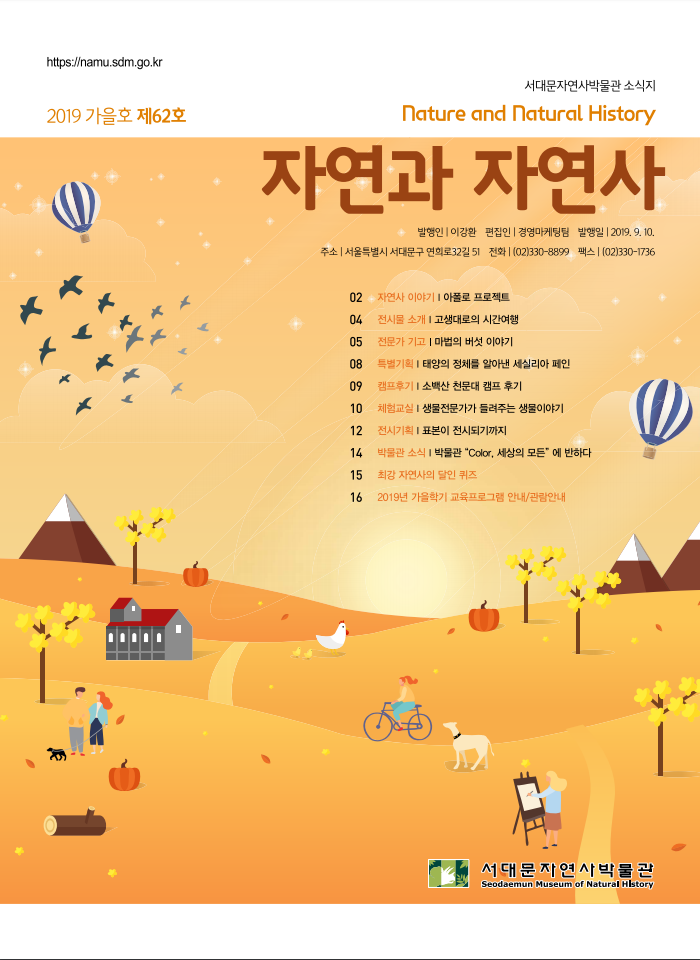 https://namu.sdm.go.kr
서대문자연사박물관 소식지
2019 가을호 제62호
Nature and Natural History
자연과 자연사
발행인 | 이강환 편집인 | 경영마케팅팀 발행일 | 2019. 9. 10.
주소 | 서울특별시 서대문구 연희로32길 51 전화 | (02)330-8899 팩스 | (02)330-1736
02 자연사 이야기 | 아폴로 프로젝트
04 전시물 소개 | 고생대로의 시간여행
05 전문가 기고 | 마법의 버섯 이야기
08 특별기획 | 태양의 정체를 알아낸 세실리아 페인
09 캠프후기 | 소백산 천문대 캠프 후기
10 체험교실 | 생물전문가가 들려주는 생물이야기
12 전시기획 | 표본이 전시되기까지
14 박물관 소식 | 박물관 “Color, 세상의 모든” 에 반하다
15 최강 자연사의 달인 퀴즈
16 2019년 가을학기 교육프로그램 안내/관람안내
서대문자연사박물관
Seodaemun Museum of Natural History